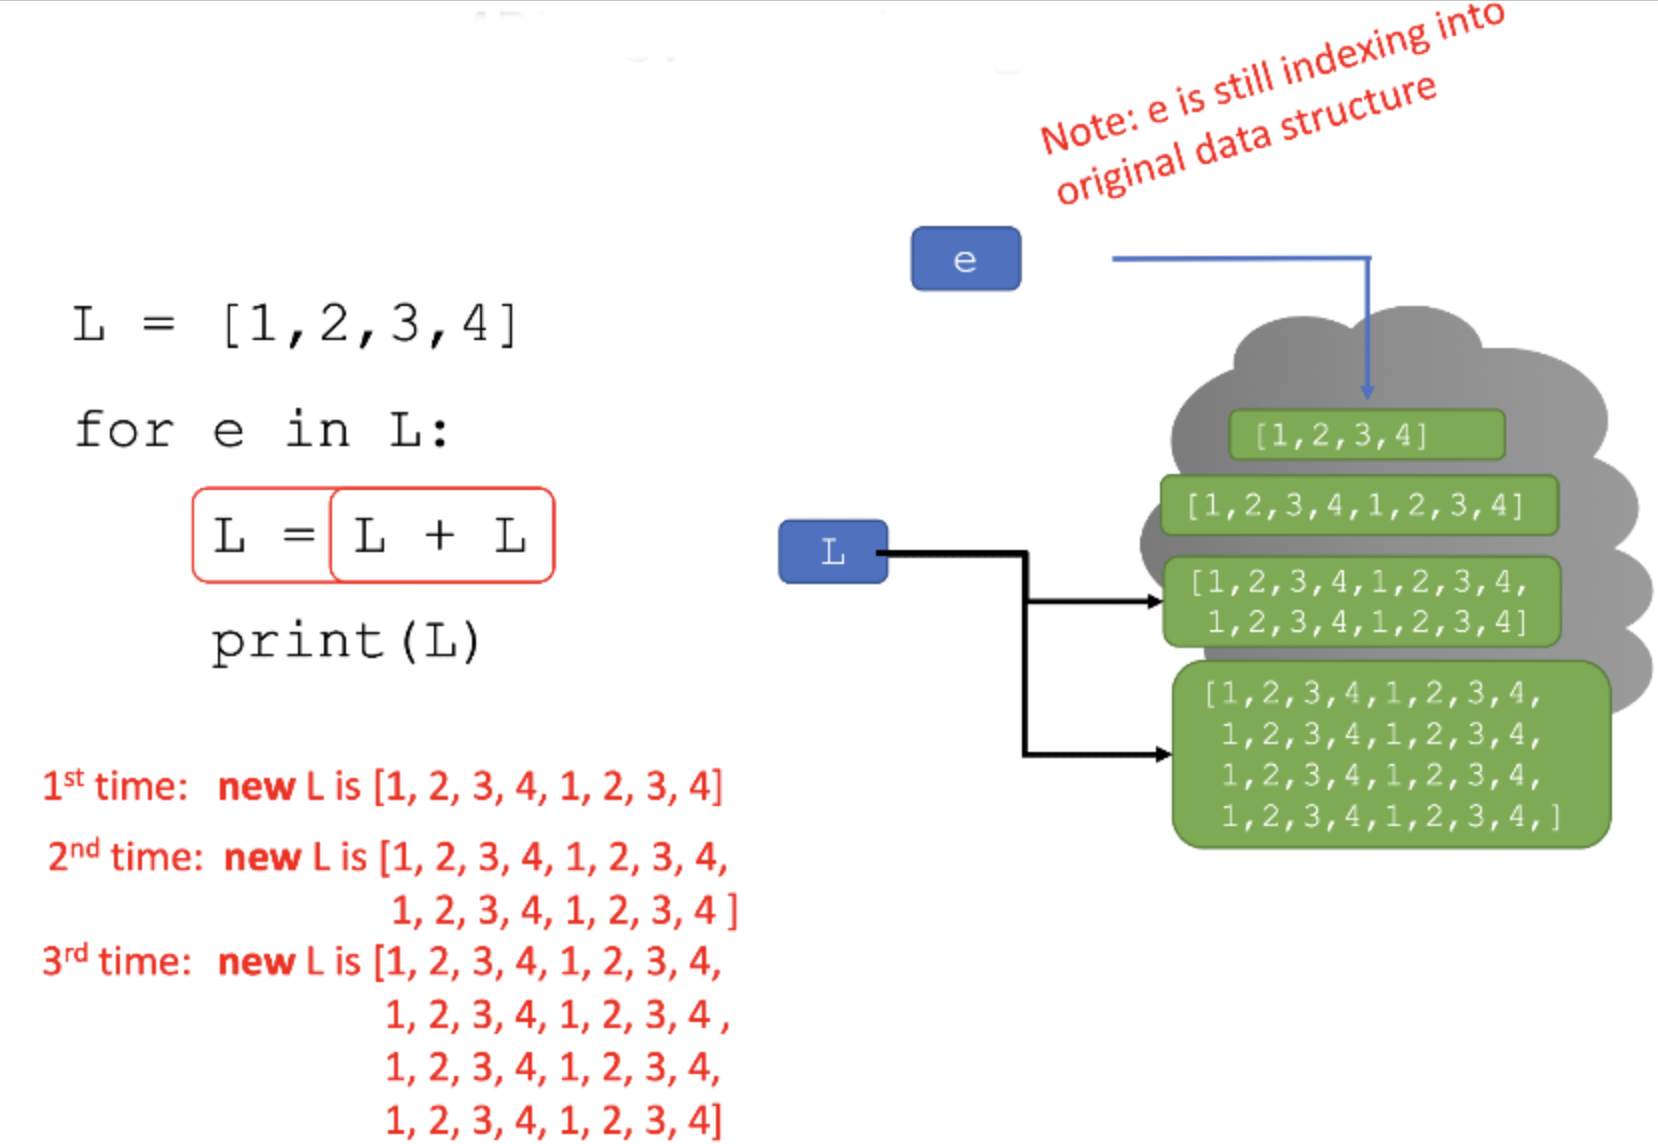 Note: e is still indexing into
original data structure
e
L = [1,2,3,4]
for e in L:
L = L + L
print(L)
L
[1,2,3,4]
[1,2,3,4,1,2,3,4]
[1,2,3,4,1,2,3,4,
1,2,3,4,1,2,3,4]
[1,2,3,4,1,2,3,4,
1,2,3,4,1,2,3,4,
1,2,3,4,1,2,3,4,
1,2,3,4,1,2,3,4,]
1st time: new L is [1, 2, 3, 4, 1, 2, 3, 4]
2nd time: new L is [1, 2, 3, 4, 1, 2, 3, 4,
1, 2, 3, 4, 1, 2, 3, 4 ]
3rd time: new L is [1, 2, 3, 4, 1, 2, 3, 4,
1, 2, 3, 4, 1, 2, 3, 4 ,
1, 2, 3, 4, 1, 2, 3, 4,
1, 2, 3, 4, 1, 2, 3, 4]